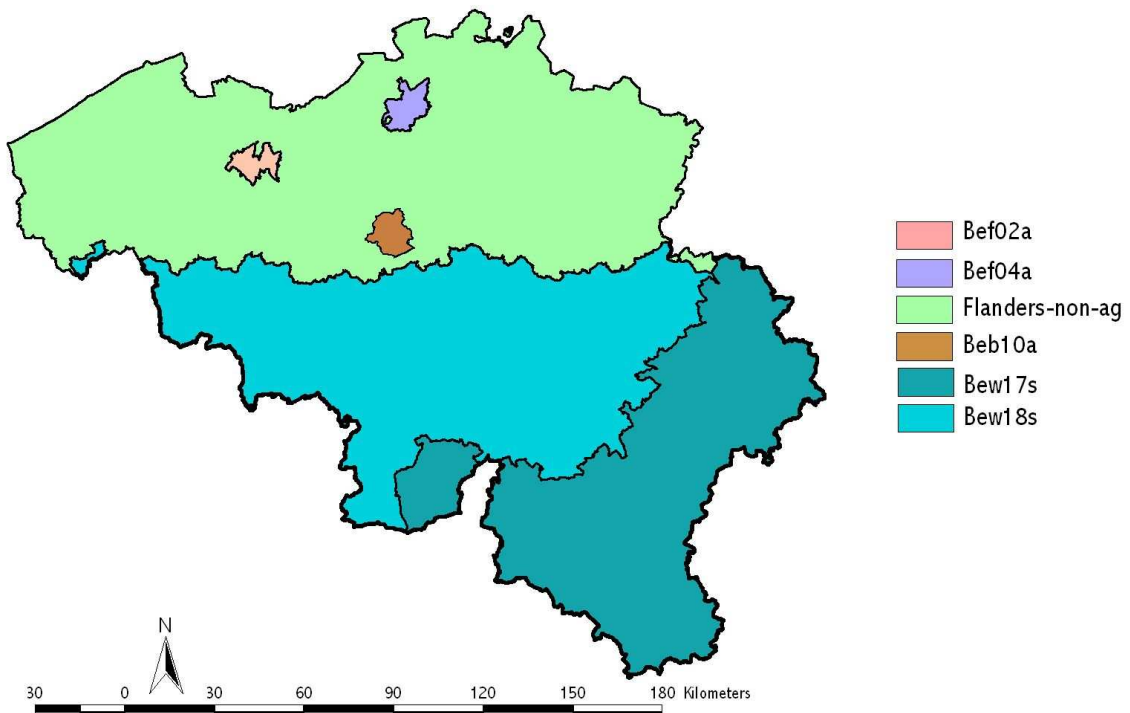 Bef02a
Bef04a
Flanders-non-ag
Beb10a
Bew17s
Bew18s
N
30 0 30 60 90 120 150 180 Kilometers